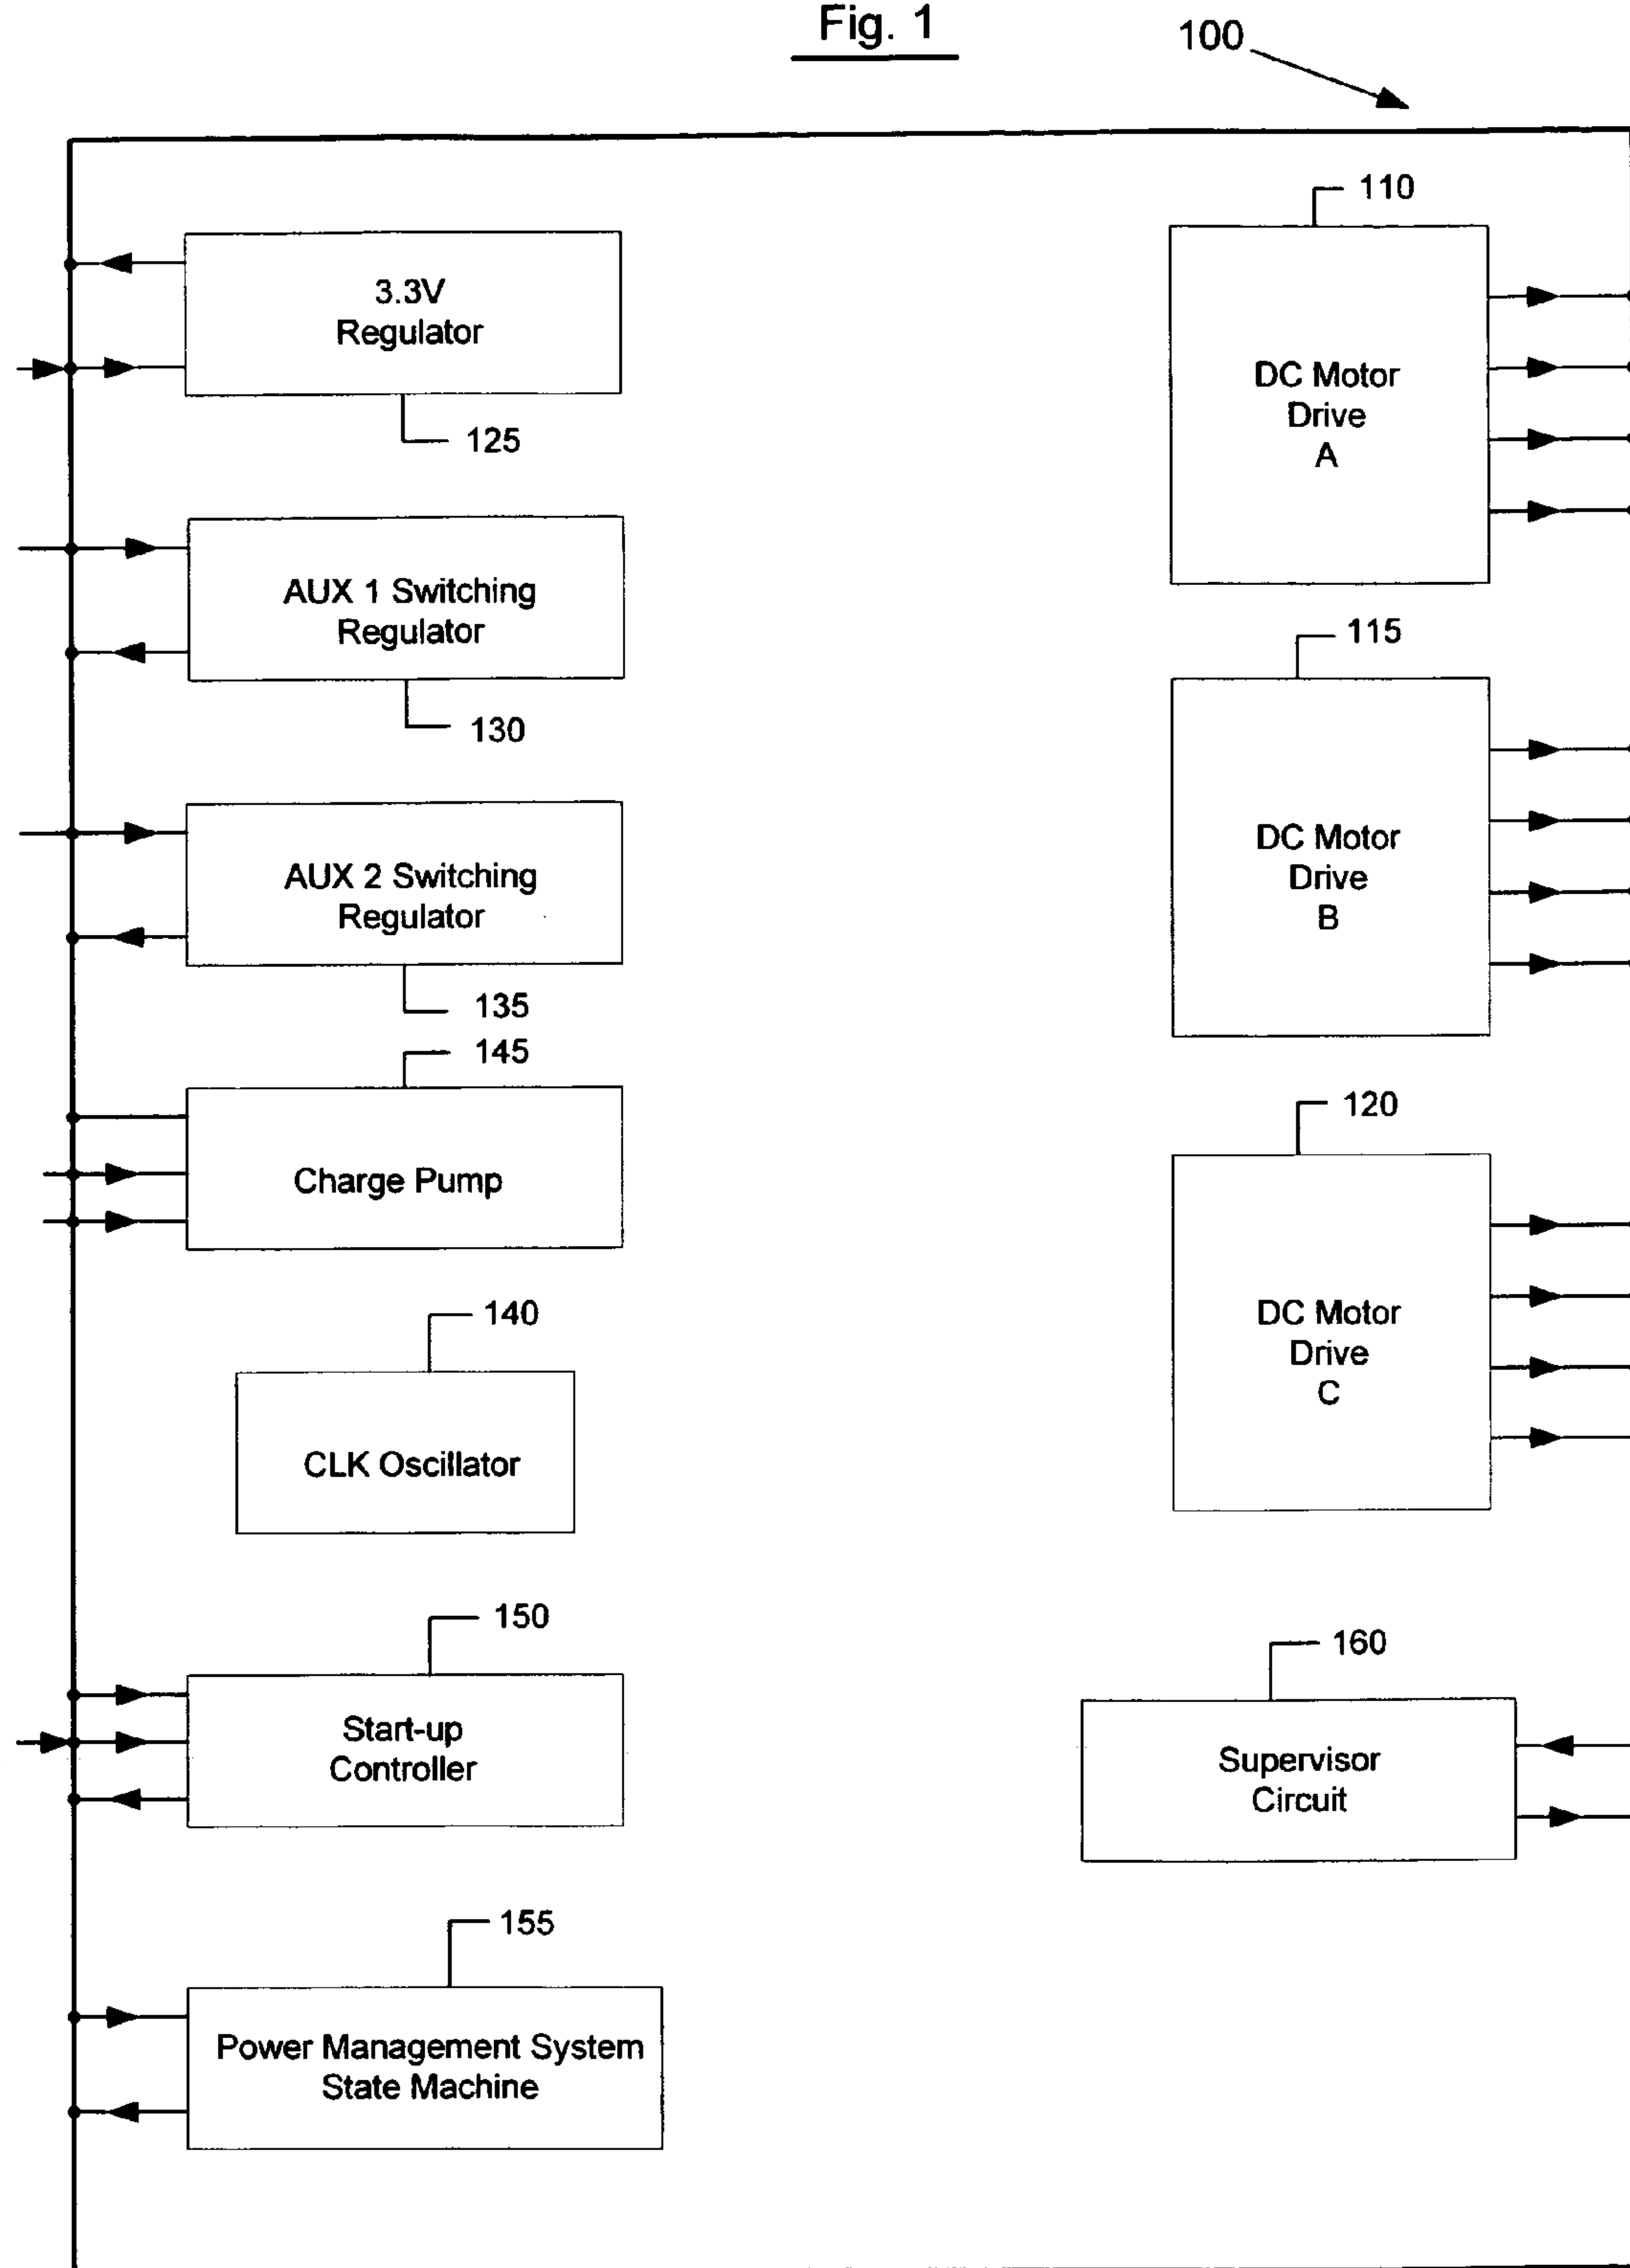 Fig. 1
100
3.3V
Regulator
125
AUX 1 Switching
Regulator
130
AUX 2 Switching
Regulator
135
145
Charge Pump
140
CLK Oscillator
150
Start-up
Controller
155
Power Management System
State Machine
110
DC Motor
Drive
A
115
DC Motor
Drive
B
120
DC Motor
Drive
C
160
Supervisor
Circuit